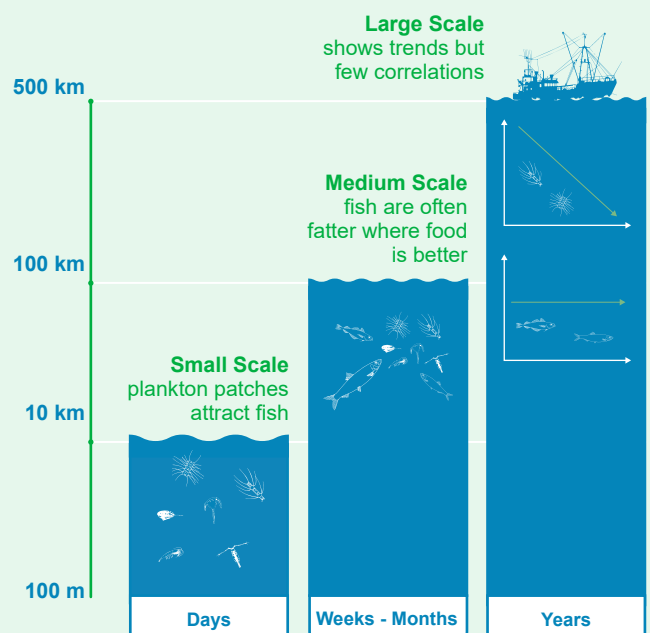 Large Scale
shows trends but
few correlations
500 km
Medium Scale
fish are often
fatter where food
is better
100 km
Small Scale
plankton patches
attract fish
10 km
100 m
Days
Weeks - Months
Years